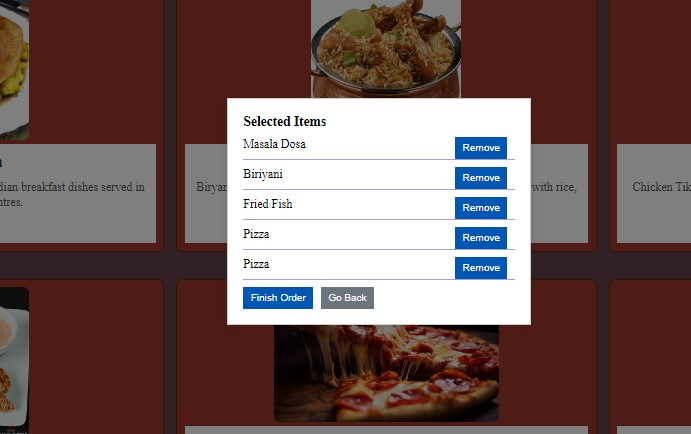 Selected Items
Masala Dosa
Remove
Biriyani
Remove
Fried Fish
Remove
Pizza
Remove
Pizza
Remove
Finish Order
Go Back
dian breakfast dishes served in
ntres.
Birya
with rice,
Chicken Tik